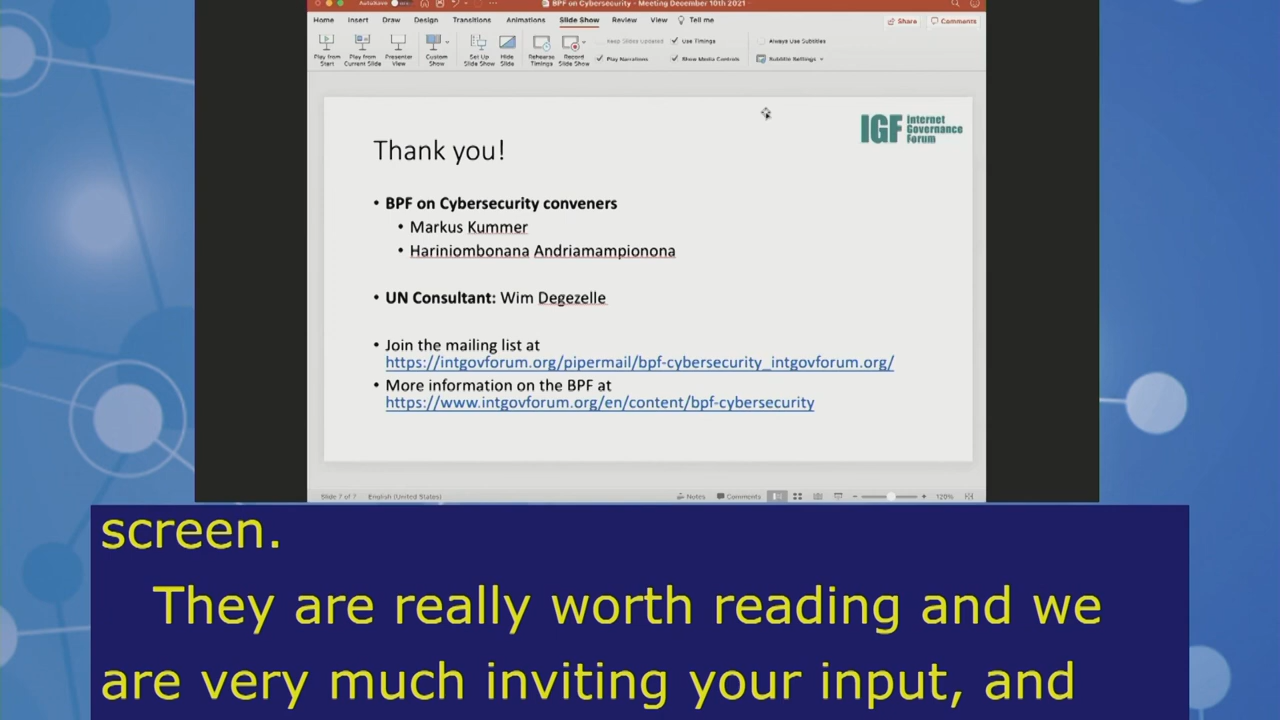 AutoSave
BPF on Cybersecurity - Meeting December 10th 2021
Home Insert Draw Design Transitions Animations Slide Show Review View Tell me Share Comments
Play from Start
Play from Current Slide
Presenter View
Custom Show
Set Up Slide Show
Hide Slide
Rehearse Timings
Record Slide Show
Keep Slides Updated
Use Timings
Always Use Subtitles
Play Narrations
Show Media Controls
Subtitle Settings
IGF Internet
Governance
Forum
Thank you!
• BPF on Cybersecurity conveners
• Markus Kummer
• Hariniombonana Andriamampionona
• UN Consultant: Wim Degezelle
• Join the mailing list at
https://intgovforum.org/pipermail/bpf-cybersecurity_intgovforum.org/
• More information on the BPF at
https://www.intgovforum.org/en/content/bpf-cybersecurity
Slide 7 of 7 English (United States) Notes Comments 120%
screen.
They are really worth reading and we
are very much inviting your input, and